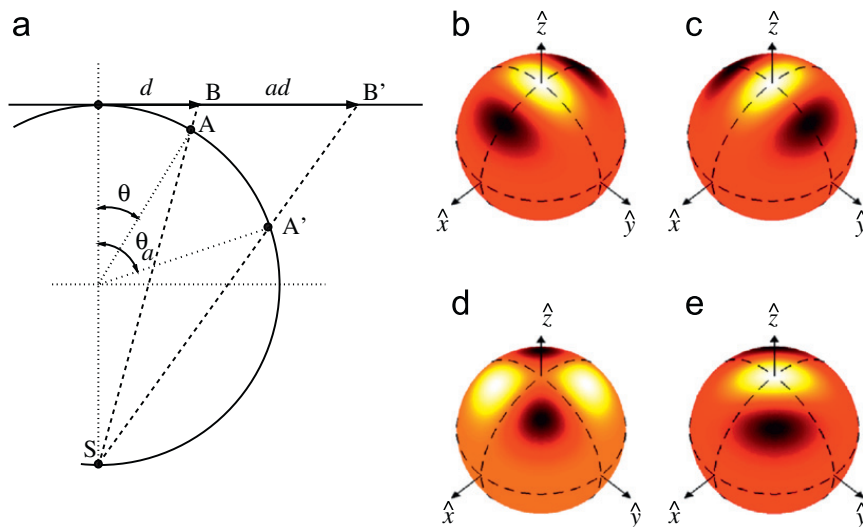 a
d
B
ad
B'
A
θ
θₐ
A'
S
b
ẑ
x̂
ŷ
c
ẑ
x̂
ŷ
d
ẑ
x̂
ŷ
e
ẑ
x̂
ŷ